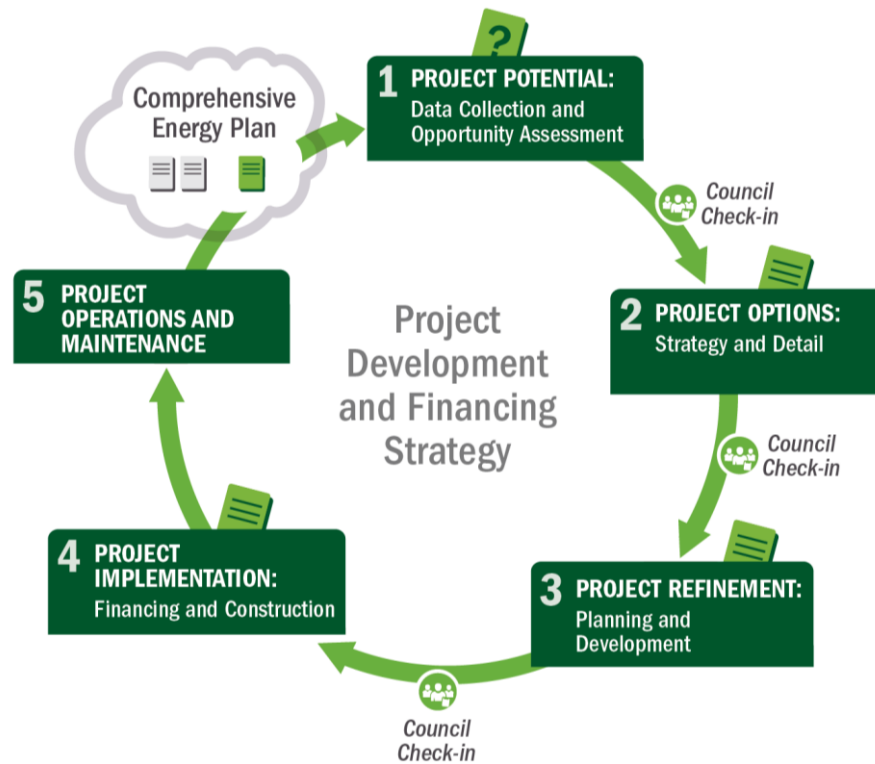 Comprehensive
Energy Plan
?
1 PROJECT POTENTIAL:
Data Collection and
Opportunity Assessment
Council
Check-in
2 PROJECT OPTIONS:
Strategy and Detail
Council
Check-in
3 PROJECT REFINEMENT:
Planning and
Development
Council
Check-in
4 PROJECT
IMPLEMENTATION:
Financing and Construction
5 PROJECT
OPERATIONS AND
MAINTENANCE
Project
Development
and Financing
Strategy